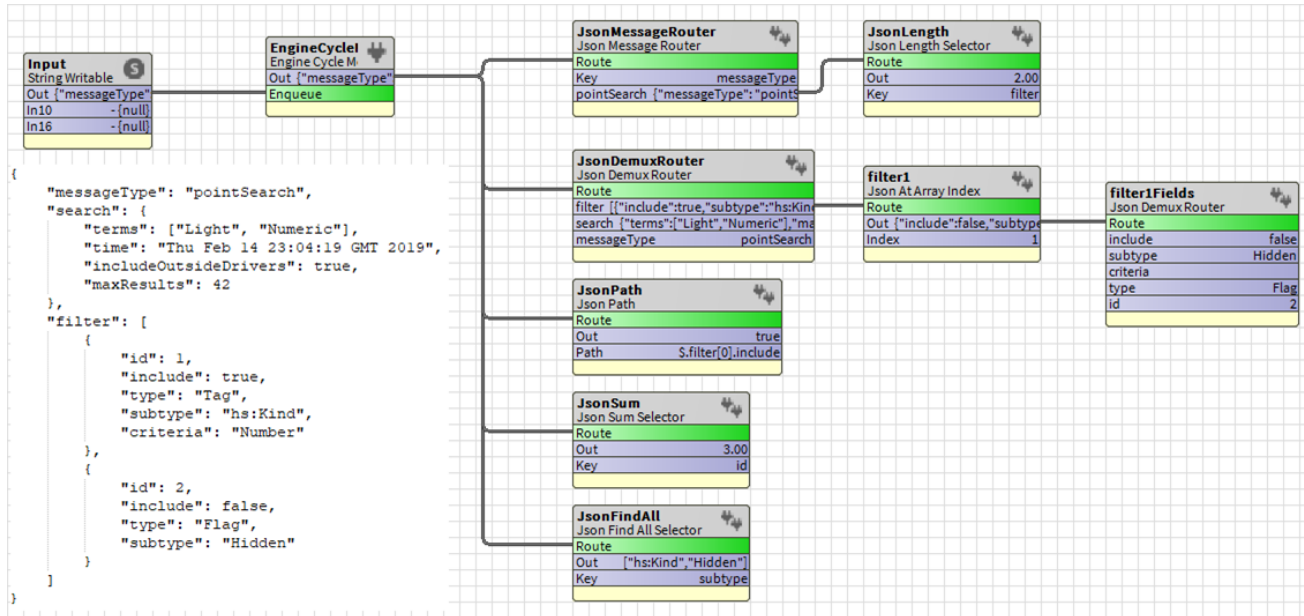 Input
String Writable
S
Out {"messageType"
In10 - {null}
In16 - {null}
EngineCycleI
Engine Cycle M
Out {"messageType"
Enqueue
{
"messageType": "pointSearch",
"search": {
"terms": ["Light", "Numeric"],
"time": "Thu Feb 14 23:04:19 GMT 2019",
"includeOutsideDrivers": true,
"maxResults": 42
},
"filter": [
{
"id": 1,
"include": true,
"type": "Tag",
"subtype": "hs:Kind",
"criteria": "Number"
},
{
"id": 2,
"include": false,
"type": "Flag",
"subtype": "Hidden"
}
]
}
JsonMessageRouter
Json Message Router
Route
Key messageType
pointSearch {"messageType":"pointS
JsonLength
Json Length Selector
Route
Out 2.00
Key filter
JsonDemuxRouter
Json Demux Router
Route
filter [{"include":true,"subtype":"hs:Kind
search {"terms":["Light","Numeric"],"ma
messageType pointSearch
filter1
Json At Array Index
Route
Out {"include":false,"subtype
Index 1
filter1Fields
Json Demux Router
Route
include false
subtype Hidden
criteria
type Flag
id 2
JsonPath
Json Path
Route
Out true
Path $.filter[0].include
JsonSum
Json Sum Selector
Route
Out 3.00
Key id
JsonFindAll
Json Find All Selector
Route
Out ["hs:Kind","Hidden"]
Key subtype